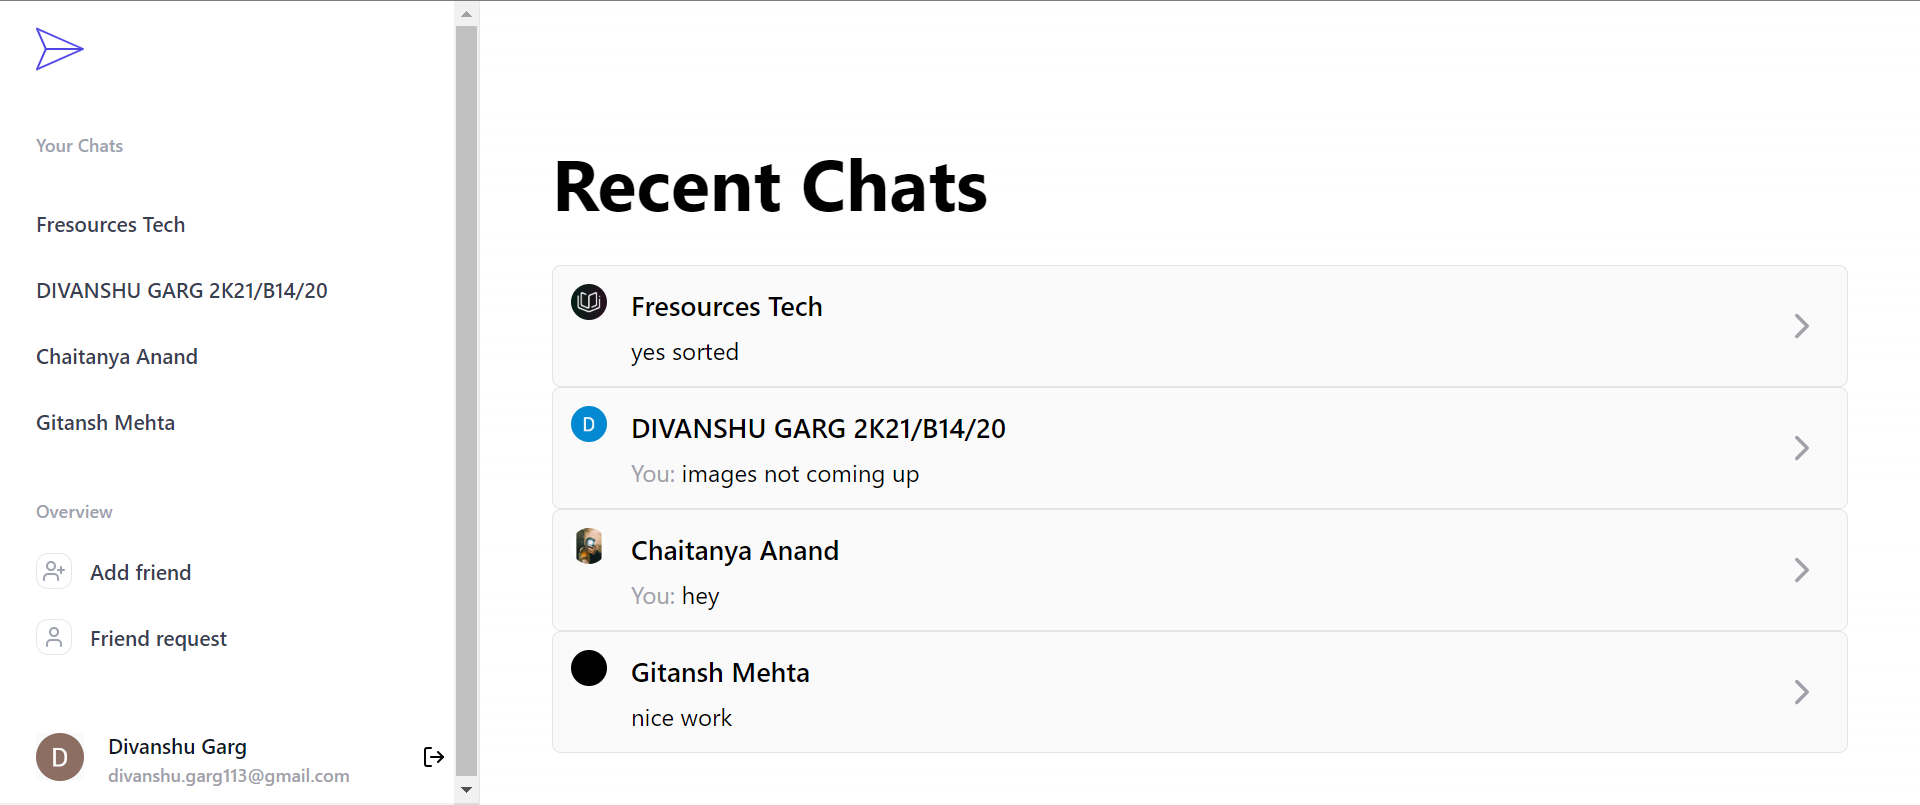 Your Chats
Fresources Tech
DIVANSHU GARG 2K21/B14/20
Chaitanya Anand
Gitansh Mehta
Overview
Add friend
Friend request
D
Divanshu Garg
divanshu.garg113@gmail.com
Recent Chats
Fresources Tech
yes sorted
D
DIVANSHU GARG 2K21/B14/20
You: images not coming up
Chaitanya Anand
You: hey
Gitansh Mehta
nice work